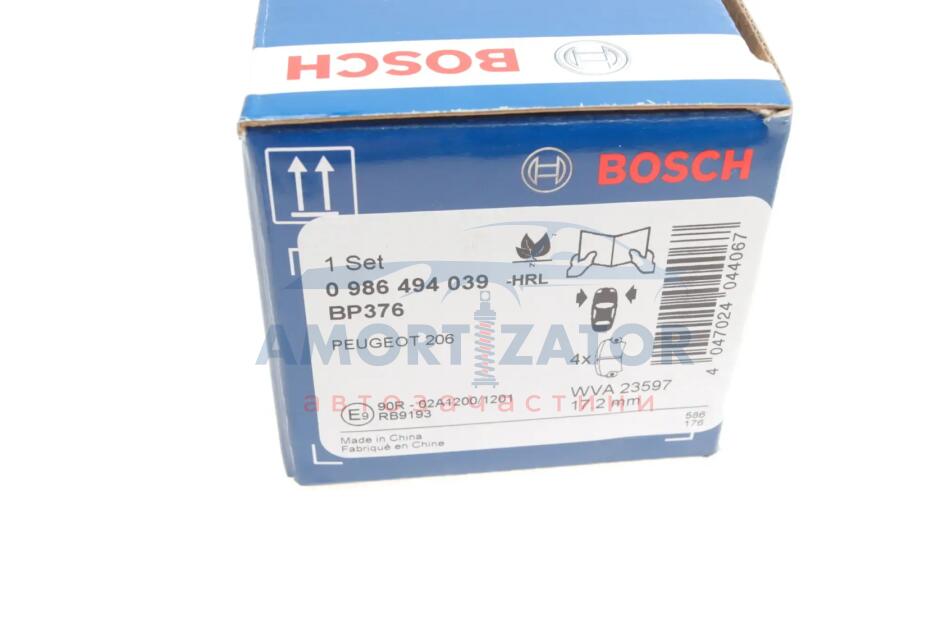 BOSCH
BOSCH
1 Set
0 986 494 039 -HRL
BP376
PEUGEOT 206
4x
WVA 23597
17,2 mm
E9 90R - 02A1200/1201
RB9193
Made in China
Fabriqué en Chine
586
176
4 047024 044067
AMORTIZATOR
автозапчастини